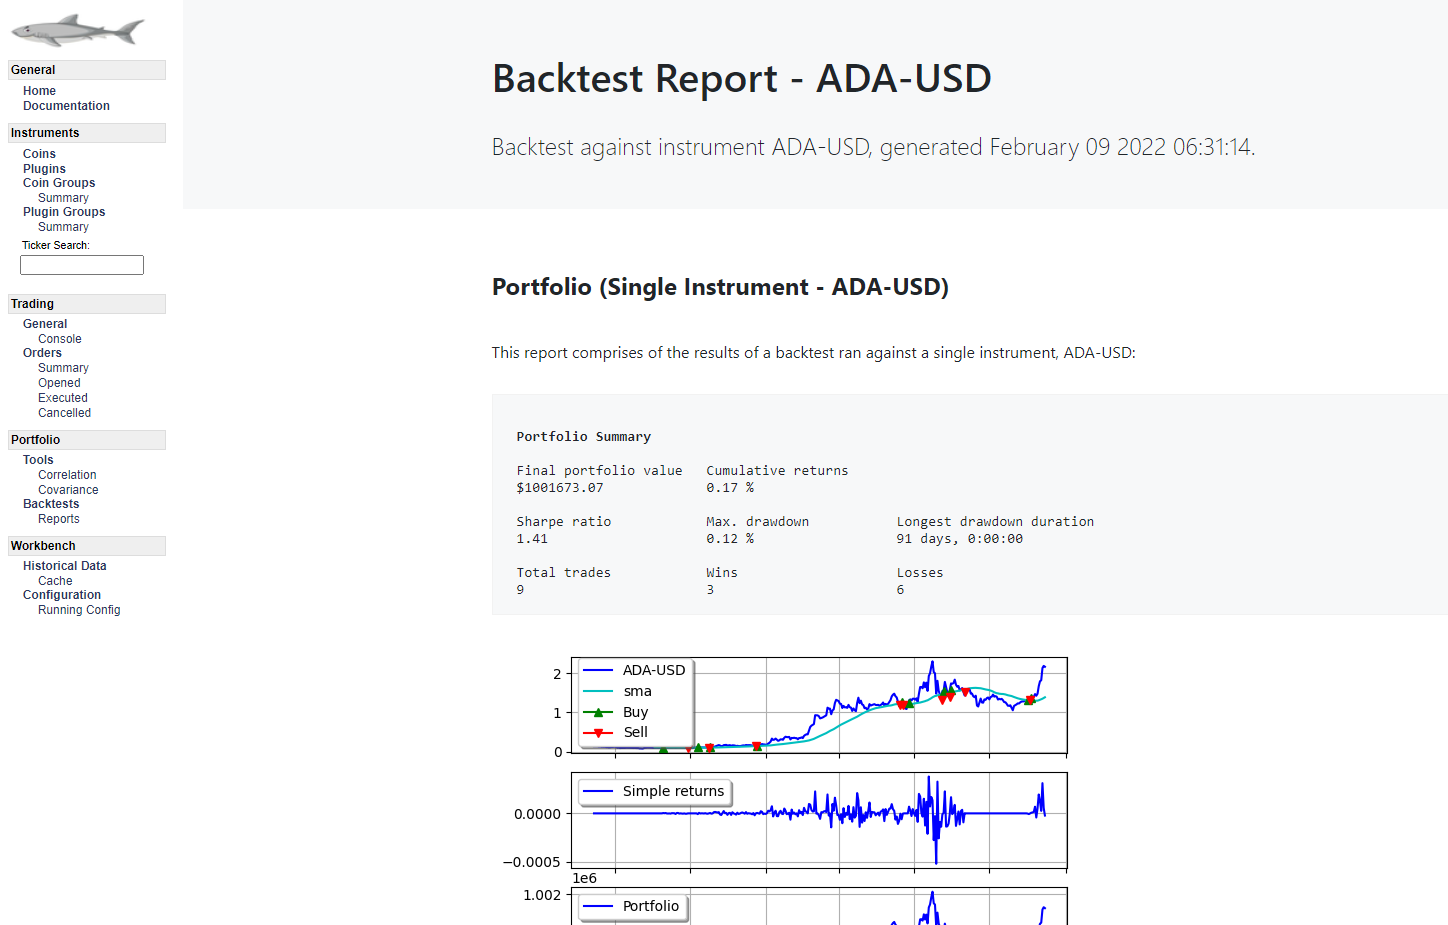 General
Home
Documentation
Instruments
Coins
Plugins
Coin Groups
Summary
Plugin Groups
Summary
Ticker Search:
Trading
General
Console
Orders
Summary
Opened
Executed
Cancelled
Portfolio
Tools
Correlation
Covariance
Backtests
Reports
Workbench
Historical Data
Cache
Configuration
Running Config
Backtest Report - ADA-USD
Backtest against instrument ADA-USD, generated February 09 2022 06:31:14.
Portfolio (Single Instrument - ADA-USD)
This report comprises of the results of a backtest ran against a single instrument, ADA-USD:
Portfolio Summary
Final portfolio value Cumulative returns
$1001673.07 0.17 %
Sharpe ratio Max. drawdown Longest drawdown duration
1.41 0.12 % 91 days, 0:00:00
Total trades Wins Losses
9 3 6
ADA-USD
sma
Buy
Sell
2
1
0
Simple returns
0.0000
−0.0005
1e6
1.002
Portfolio